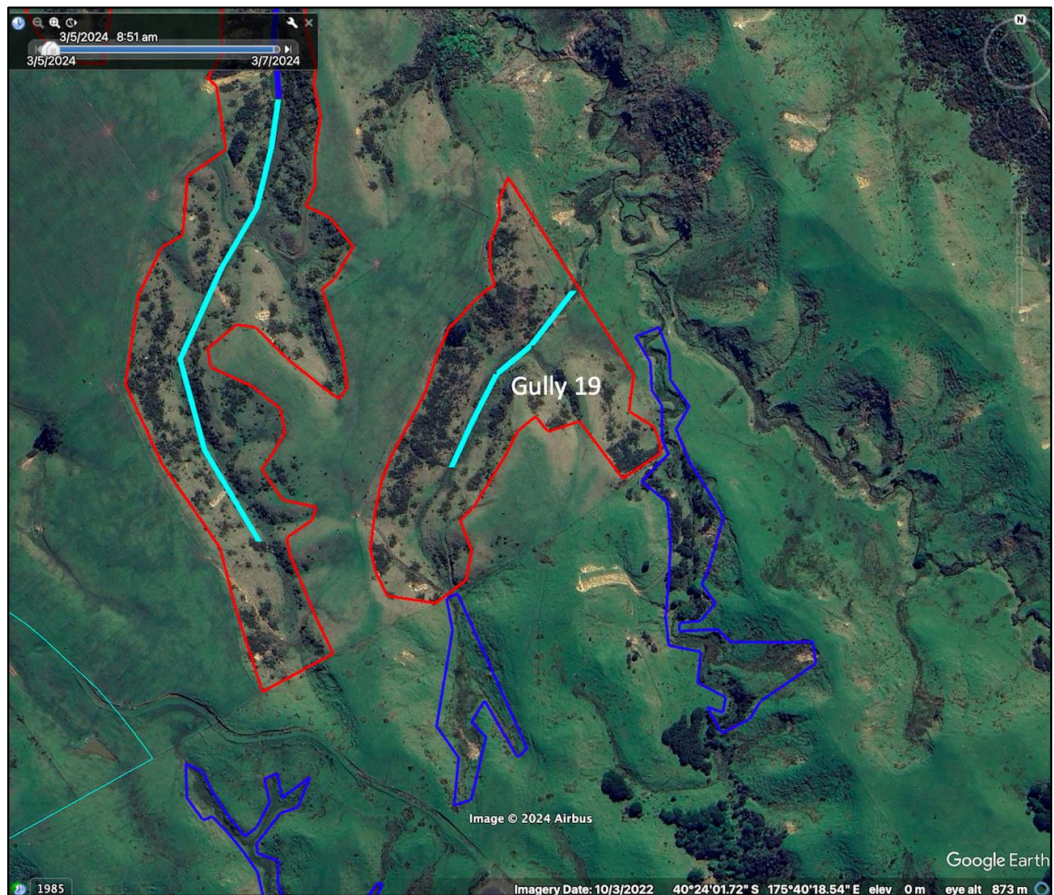 3/5/2024 8:51 am
3/5/2024
3/7/2024
N
Gully 19
Image © 2024 Airbus
Google Earth
1985
Imagery Date: 10/3/2022 40°24'01.72" S 175°40'18.54" E elev 0 m eye alt 873 m